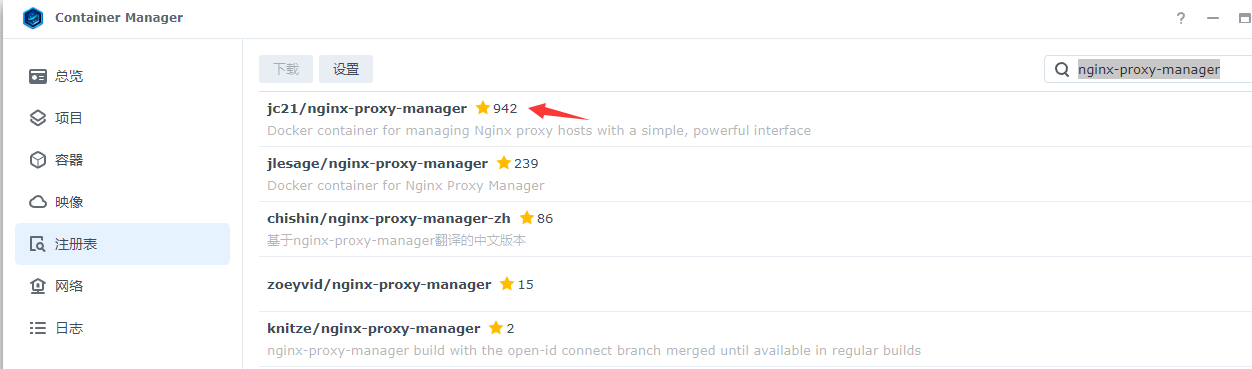 Container Manager
?
总览
项目
容器
映像
注册表
网络
日志
下载 设置 nginx-proxy-manager
jc21/nginx-proxy-manager 942
Docker container for managing Nginx proxy hosts with a simple, powerful interface
jlesage/nginx-proxy-manager 239
Docker container for Nginx Proxy Manager
chishin/nginx-proxy-manager-zh 86
基于nginx-proxy-manager翻译的中文版本
zoeyvid/nginx-proxy-manager 15
knitze/nginx-proxy-manager 2
nginx-proxy-manager build with the open-id connect branch merged until available in regular builds